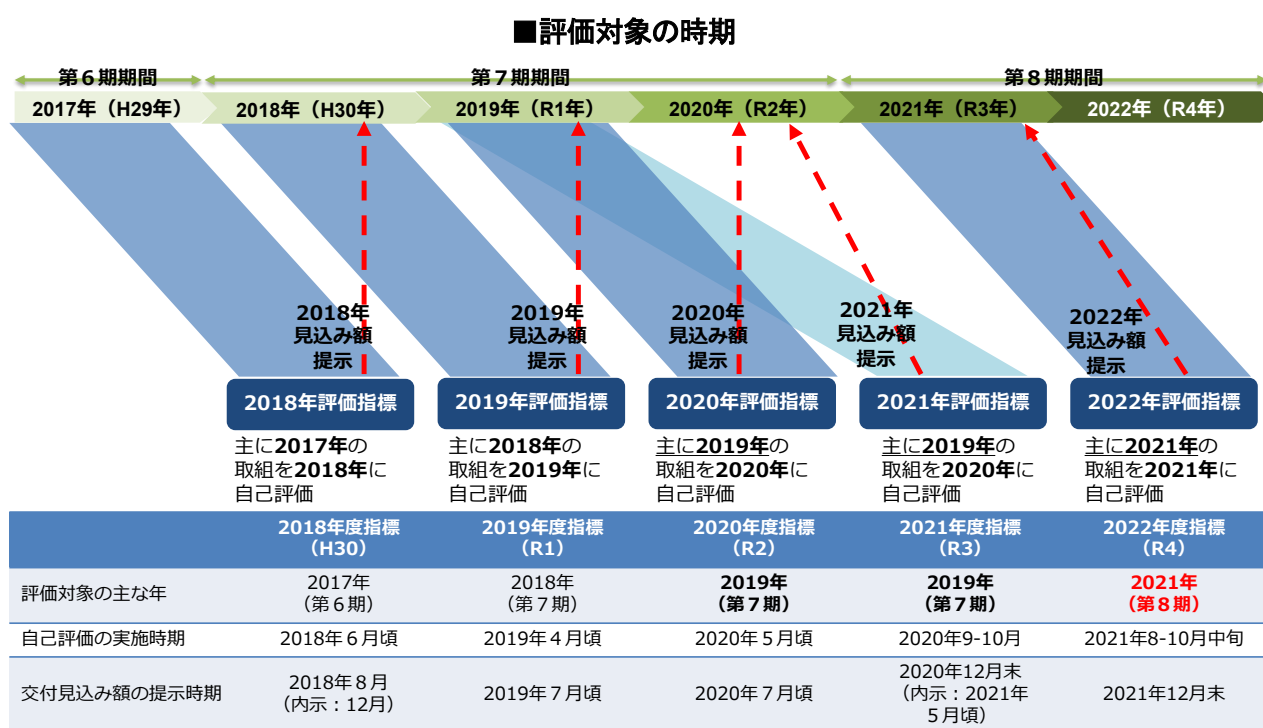 ■評価対象の時期
第６期期間
第７期期間
第８期期間
2017年（H29年）
2018年（H30年）
2019年（R1年）
2020年（R2年）
2021年（R3年）
2022年（R4年）
2018年
見込み額
提示
2019年
見込み額
提示
2020年
見込み額
提示
2021年
見込み額
提示
2022年
見込み額
提示
2018年評価指標
2019年評価指標
2020年評価指標
2021年評価指標
2022年評価指標
主に2017年の
取組を2018年に
自己評価
主に2018年の
取組を2019年に
自己評価
主に2019年の
取組を2020年に
自己評価
主に2019年の
取組を2020年に
自己評価
主に2021年の
取組を2021年に
自己評価
2018年度指標
（H30）
2019年度指標
（R1）
2020年度指標
（R2）
2021年度指標
（R3）
2022年度指標
（R4）
評価対象の主な年
2017年
（第６期）
2018年
（第７期）
2019年
（第７期）
2019年
（第７期）
2021年
（第８期）
自己評価の実施時期
2018年６月頃
2019年４月頃
2020年５月頃
2020年9-10月
2021年8-10月中旬
交付見込み額の提示時期
2018年８月
（内示：12月）
2019年７月頃
2020年７月頃
2020年12月末
（内示：2021年
５月頃）
2021年12月末